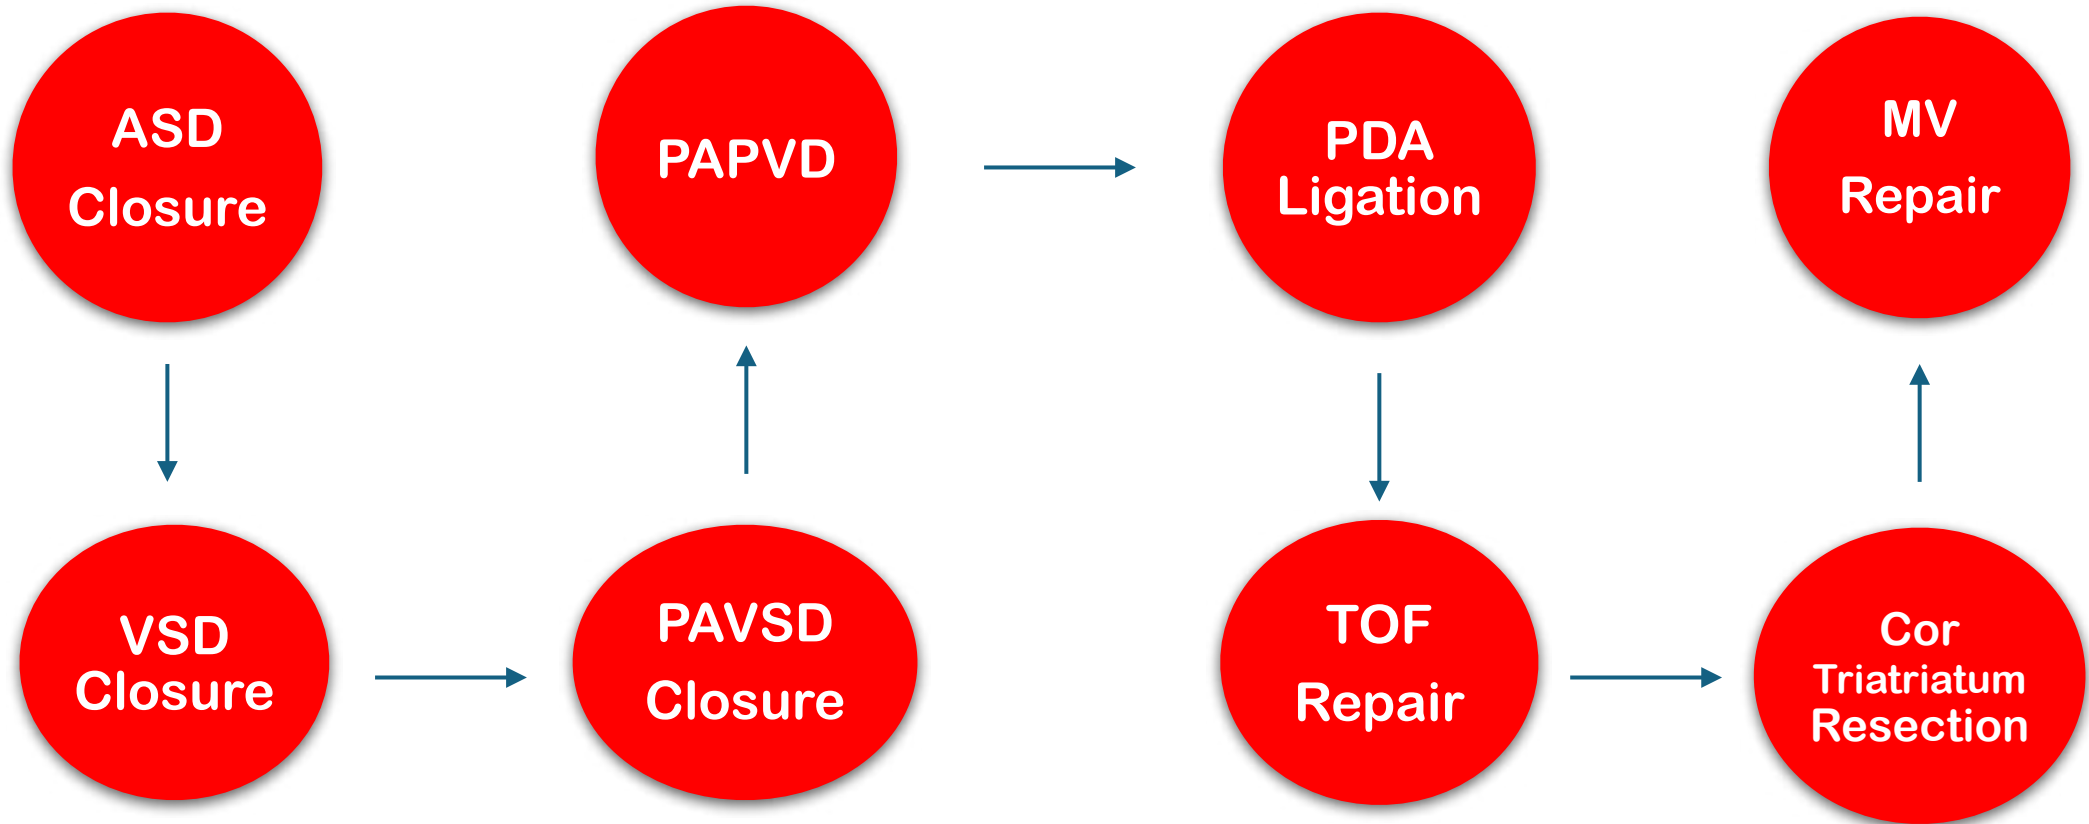 ASD
Closure
VSD
Closure
PAVSD
Closure
PAPVD
PDA
Ligation
TOF
Repair
Cor
Triatriatum
Resection
MV
Repair